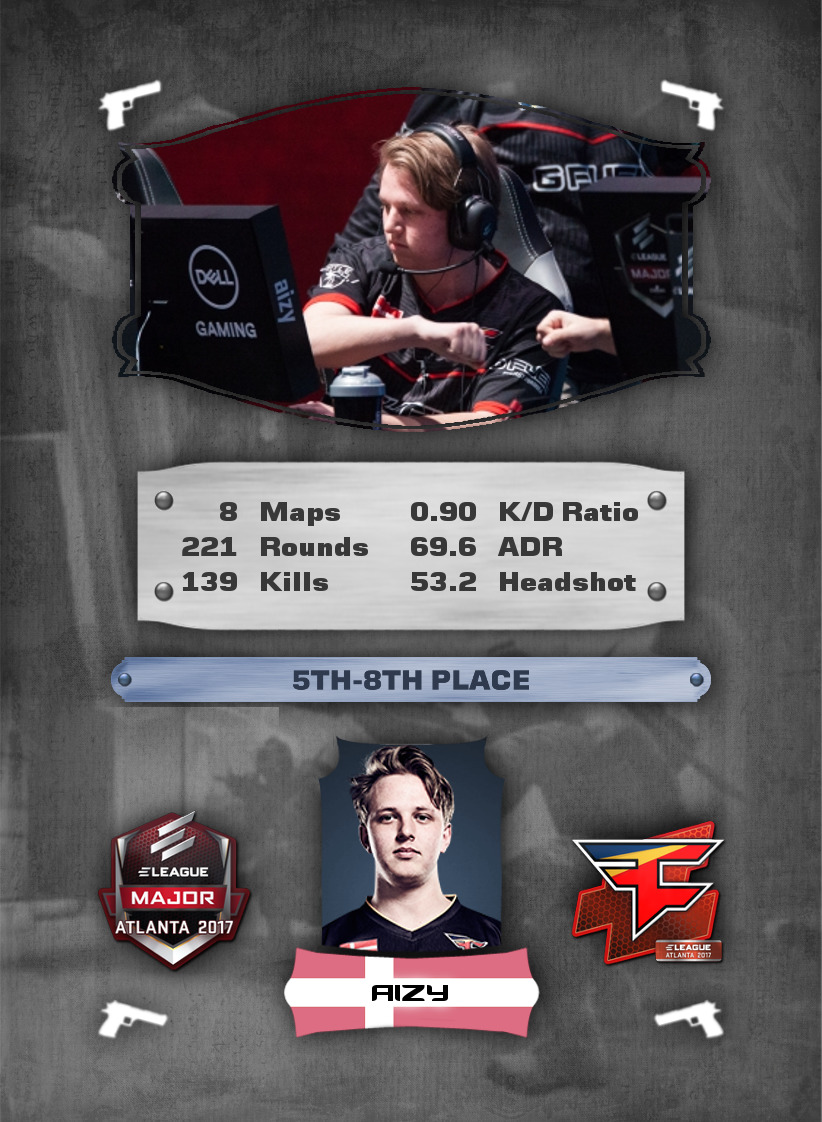 GAME
DELL
GAMING
aizy
ELEAGUE
MAJOR
8 Maps 0.90 K/D Ratio
221 Rounds 69.6 ADR
139 Kills 53.2 Headshot
5TH-8TH PLACE
ELEAGUE
MAJOR
ATLANTA 2017
ELEAGUE
ATLANTA 2017
AIZY